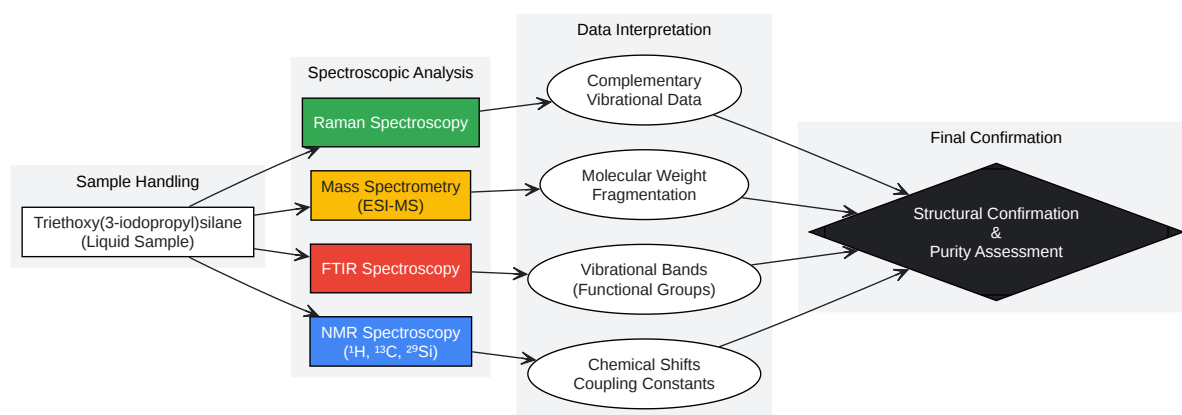 Sample Handling
Triethoxy(3-iodopropyl)silane
(Liquid Sample)
Spectroscopic Analysis
Raman Spectroscopy
Mass Spectrometry
(ESI-MS)
FTIR Spectroscopy
NMR Spectroscopy
(¹H, ¹³C, ²⁹Si)
Data Interpretation
Complementary
Vibrational Data
Molecular Weight
Fragmentation
Vibrational Bands
(Functional Groups)
Chemical Shifts
Coupling Constants
Final Confirmation
Structural Confirmation
&
Purity Assessment